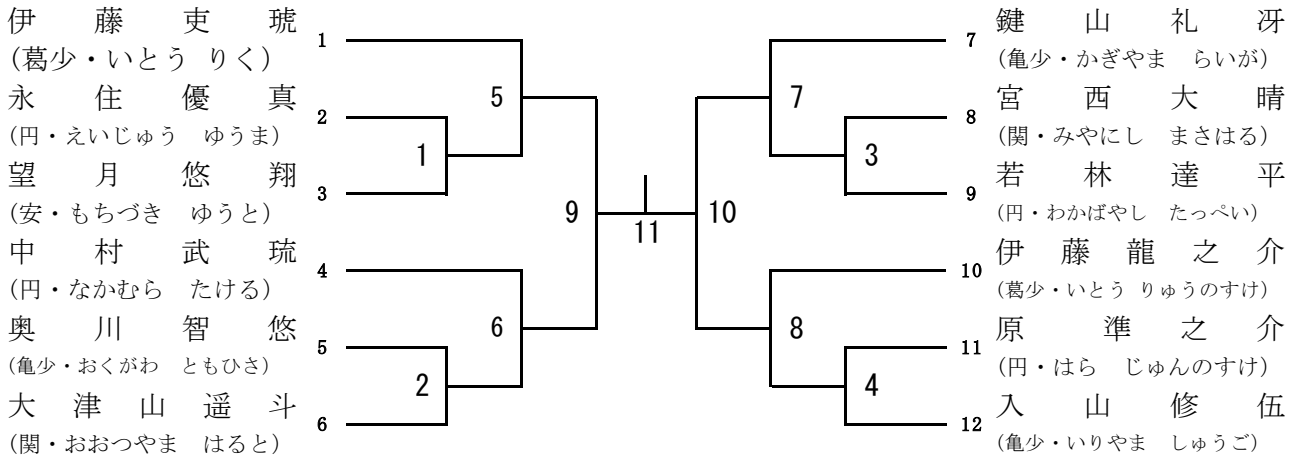 伊藤吏琥
1
(葛少・いとう りく)
永住優真
2
(円・えいじゅう ゆうま)
望月悠翔
3
(安・もちづき ゆうと)
中村武琉
4
(円・なかむら たける)
奥川智悠
5
(亀少・おくがわ ともひさ)
大津山遥斗
6
(関・おおつやま はると)
5
1
9
6
2
11
7
3
10
8
4
7
鍵山礼冴
(亀少・かぎやま らいが)
8
宮西大晴
(関・みやにし まさはる)
9
若林達平
(円・わかばやし たっぺい)
10
伊藤龍之介
(葛少・いとう りゅうのすけ)
11
原準之介
(円・はら じゅんのすけ)
12
入山修伍
(亀少・いりやま しゅうご)